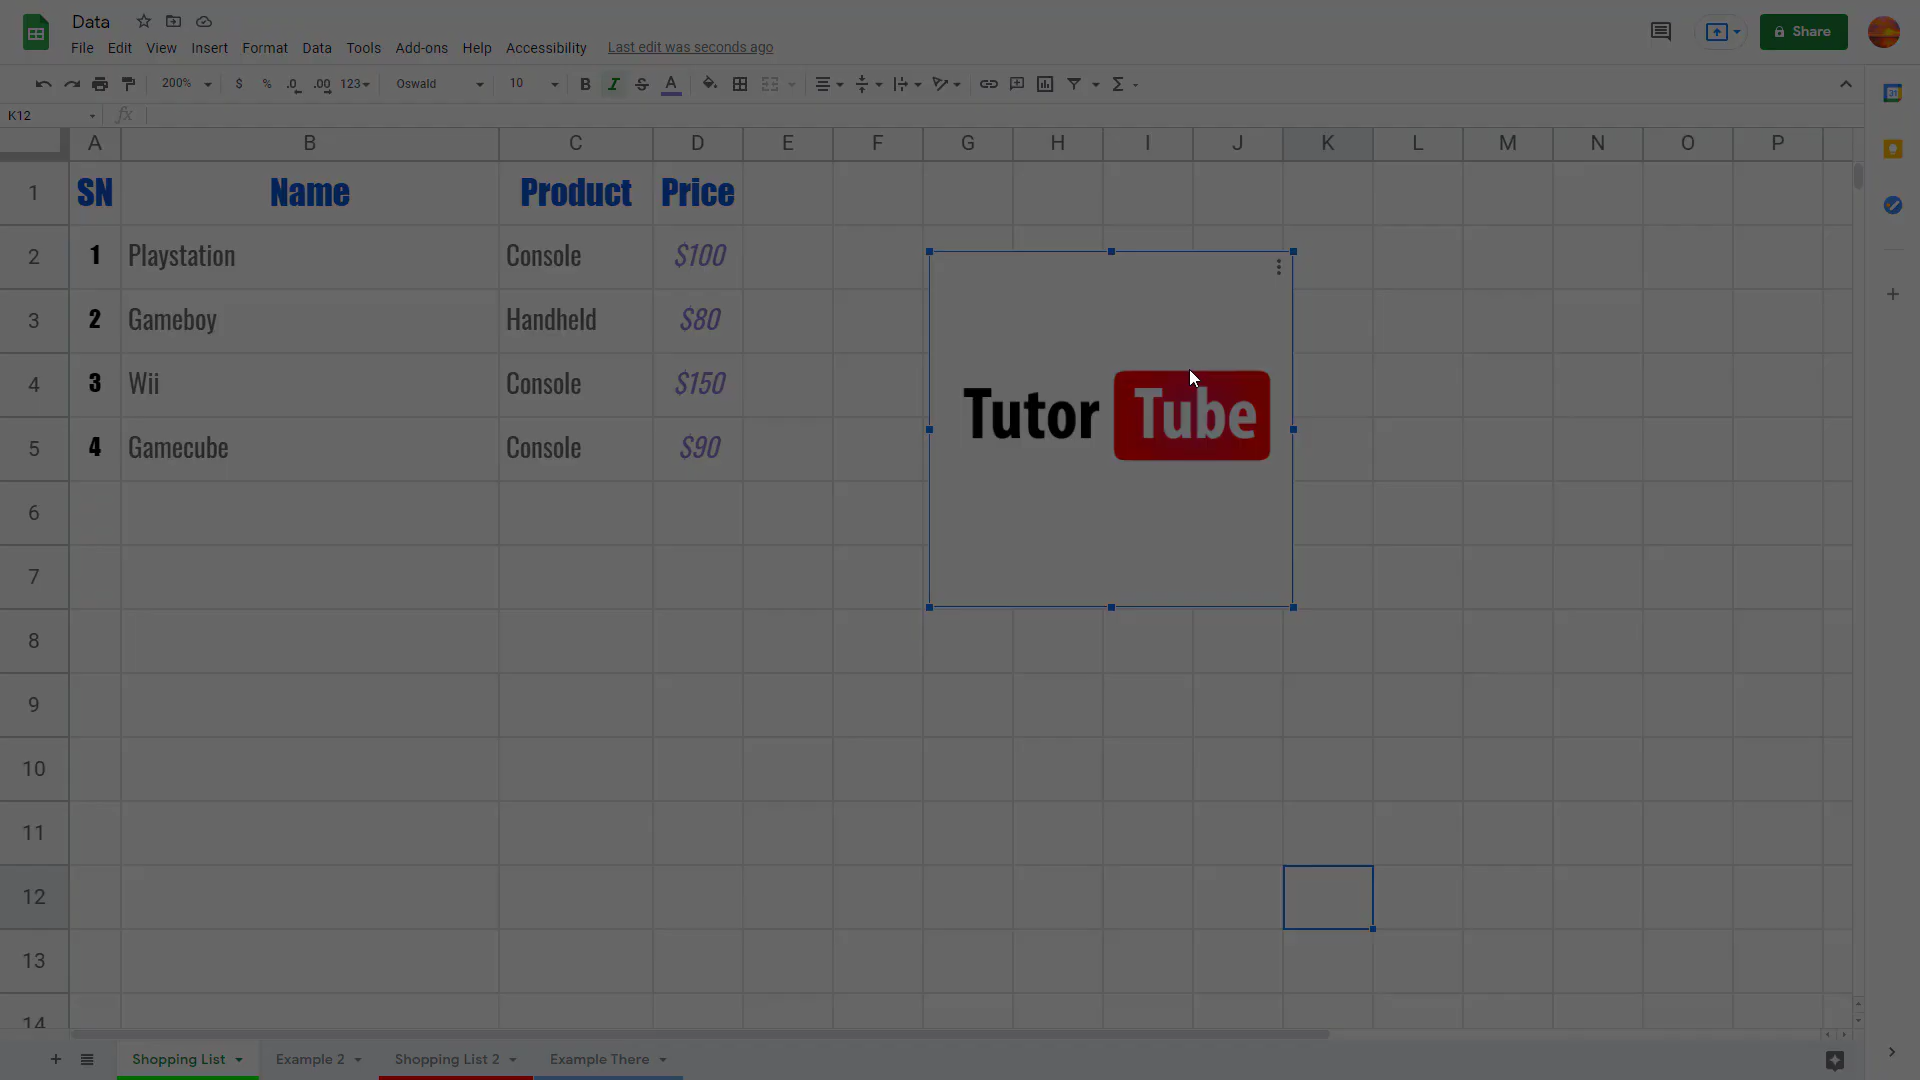 Data
File Edit View Insert Format Data Tools Add-ons Help Accessibility Last edit was seconds ago
Share
200% $ % .0 .00 123 Oswald 10 B I S A Σ
K12 fx
A B C D E F G H I J K L M N O P
1 SN Name Product Price
2 1 Playstation Console $100
3 2 Gameboy Handheld $80
4 3 Wii Console $150
5 4 Gamecube Console $90
Tutor Tube
6
7
8
9
10
11
12
13
14
Shopping List Example 2 Shopping List 2 Example There
31